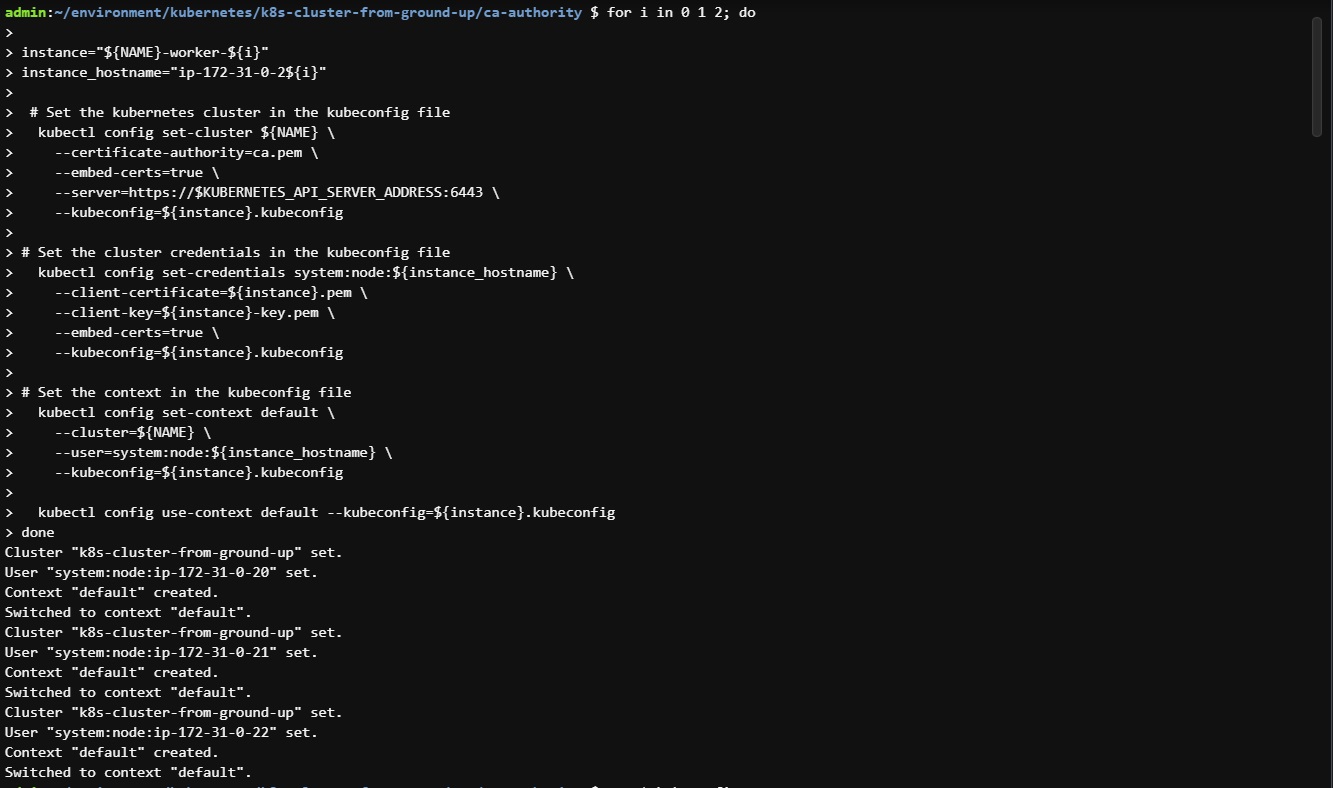 admin:~/environment/kubernetes/k8s-cluster-from-ground-up/ca-authority $ for i in 0 1 2; do
>
> instance="${NAME}-worker-${i}"
> instance_hostname="ip-172-31-0-2${i}"
>
>  # Set the kubernetes cluster in the kubeconfig file
>   kubectl config set-cluster ${NAME} \
>     --certificate-authority=ca.pem \
>     --embed-certs=true \
>     --server=https://$KUBERNETES_API_SERVER_ADDRESS:6443 \
>     --kubeconfig=${instance}.kubeconfig
>
> # Set the cluster credentials in the kubeconfig file
>   kubectl config set-credentials system:node:${instance_hostname} \
>     --client-certificate=${instance}.pem \
>     --client-key=${instance}-key.pem \
>     --embed-certs=true \
>     --kubeconfig=${instance}.kubeconfig
>
> # Set the context in the kubeconfig file
>   kubectl config set-context default \
>     --cluster=${NAME} \
>     --user=system:node:${instance_hostname} \
>     --kubeconfig=${instance}.kubeconfig
>
>   kubectl config use-context default --kubeconfig=${instance}.kubeconfig
> done
Cluster "k8s-cluster-from-ground-up" set.
User "system:node:ip-172-31-0-20" set.
Context "default" created.
Switched to context "default".
Cluster "k8s-cluster-from-ground-up" set.
User "system:node:ip-172-31-0-21" set.
Context "default" created.
Switched to context "default".
Cluster "k8s-cluster-from-ground-up" set.
User "system:node:ip-172-31-0-22" set.
Context "default" created.
Switched to context "default".